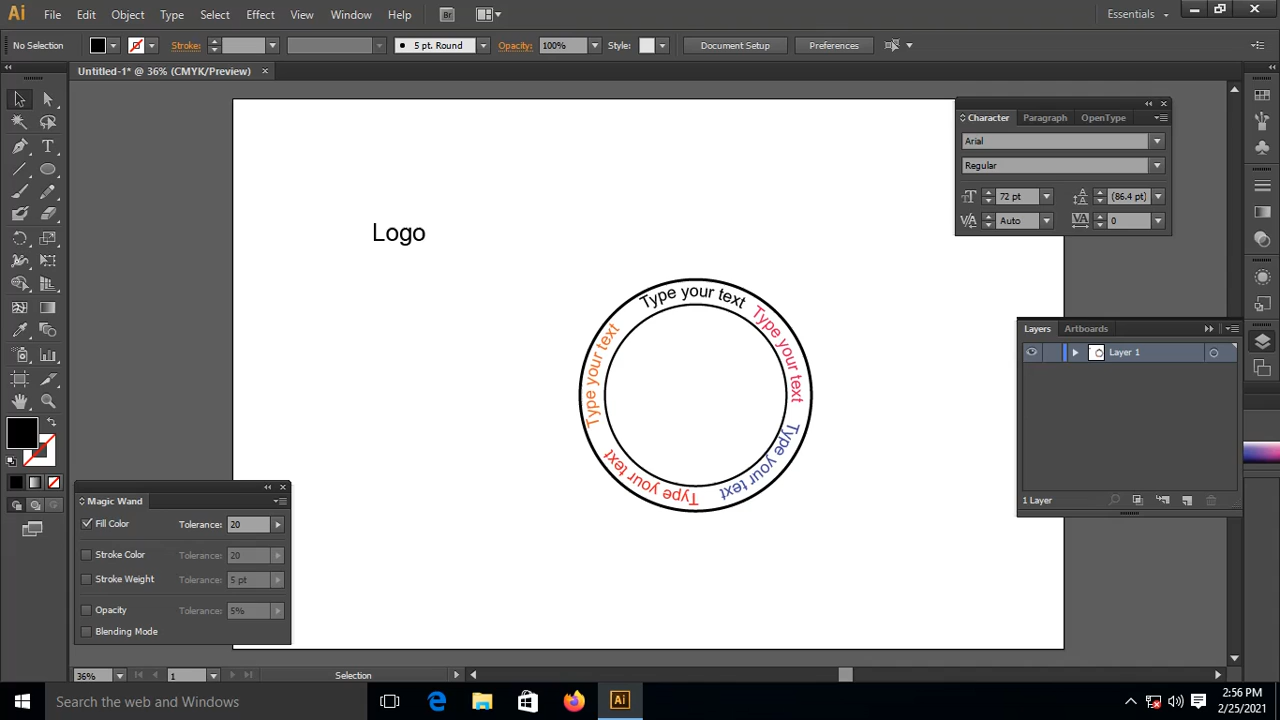 Ai File Edit Object Type Select Effect View Window Help Br Essentials
No Selection Stroke: 5 pt. Round Opacity: 100% Style: Document Setup Preferences
Untitled-1* @ 36% (CMYK/Preview)
Character Paragraph OpenType
Arial
Regular
72 pt (86.4 pt)
Auto 0
Logo
Type your text
Type your text
Type your text
Type your text
Type your text
Layers Artboards
Layer 1
1 Layer
Magic Wand
Fill Color Tolerance: 20
Stroke Color Tolerance: 20
Stroke Weight Tolerance: 5 pt
Opacity Tolerance: 5%
Blending Mode
36% 1 Selection
Search the web and Windows
Ai
2:56 PM
2/25/2021